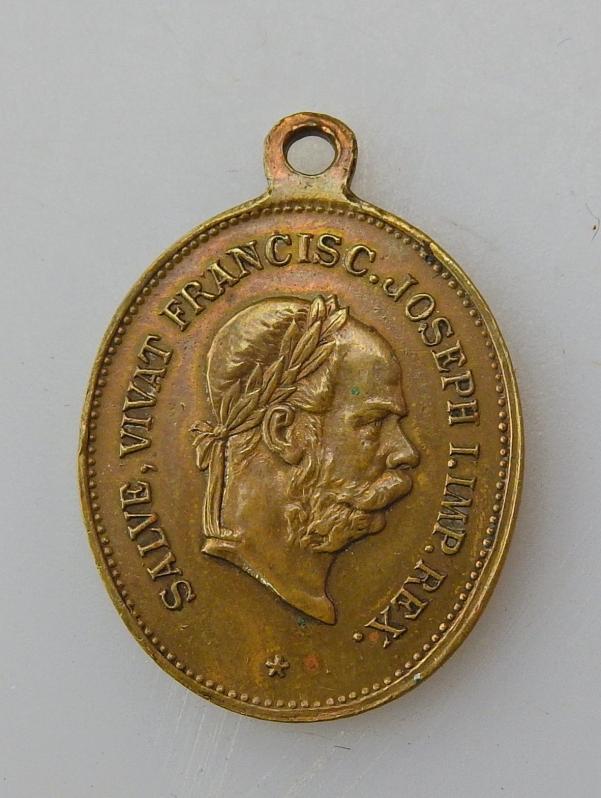 SALVE, VIVAT FRANCISC. JOSEPH I. IMP. REX.